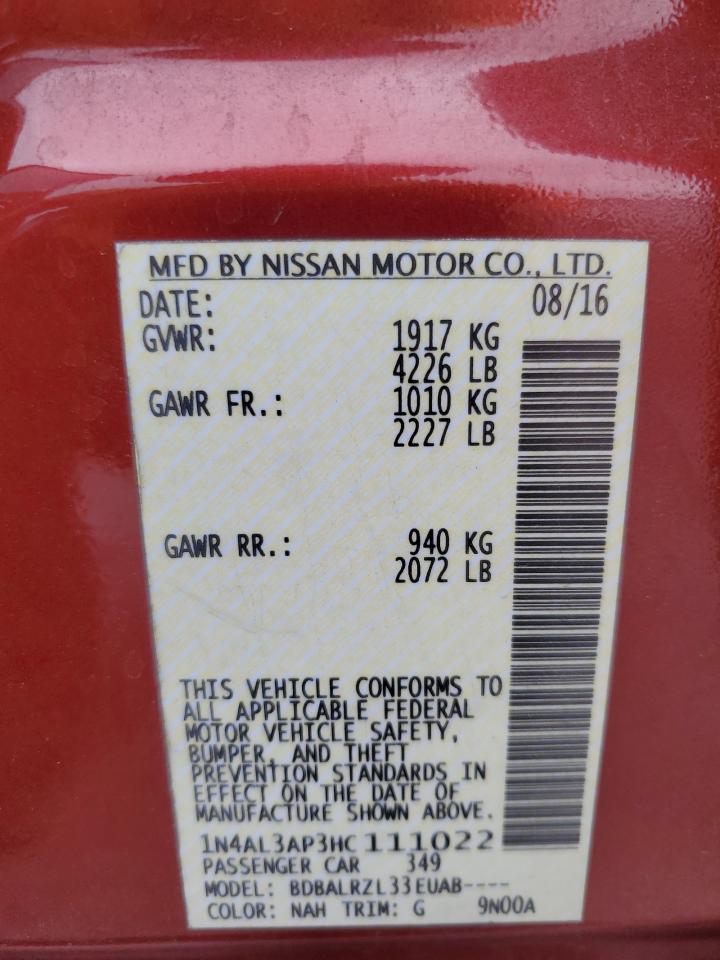 MFD BY NISSAN MOTOR CO., LTD.
DATE: 08/16
GVWR: 1917 KG
4226 LB
GAWR FR.: 1010 KG
2227 LB
GAWR RR.: 940 KG
2072 LB
THIS VEHICLE CONFORMS TO
ALL APPLICABLE FEDERAL
MOTOR VEHICLE SAFETY,
BUMPER, AND THEFT
PREVENTION STANDARDS IN
EFFECT ON THE DATE OF
MANUFACTURE SHOWN ABOVE.
1N4AL3AP3HC111022
PASSENGER CAR 349
MODEL: BDBALRZL33EUAB----
COLOR: NAH TRIM: G 9N00A